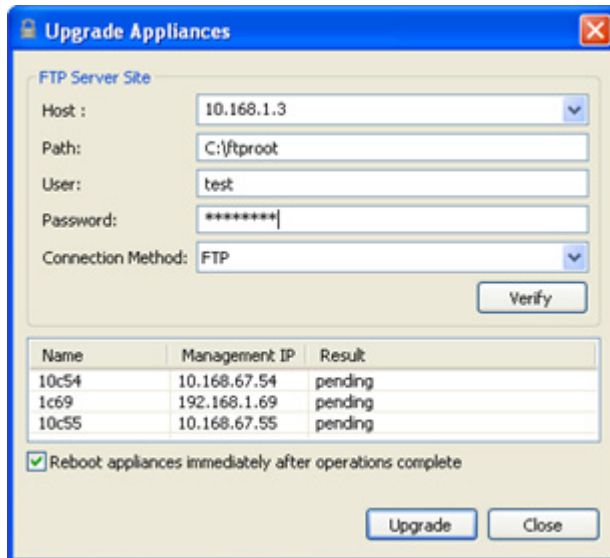 Upgrade Appliances
FTP Server Site
Host : 10.168.1.3
Path: C:\ftproot
User: test
Password: ********
Connection Method: FTP
Verify
Name Management IP Result
10c54 10.168.67.54 pending
1c69 192.168.1.69 pending
10c55 10.168.67.55 pending
Reboot appliances immediately after operations complete
Upgrade Close